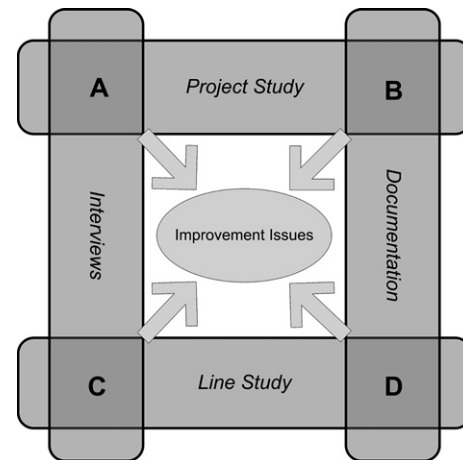 A
Project Study
B
Interviews
Improvement Issues
Documentation
C
Line Study
D